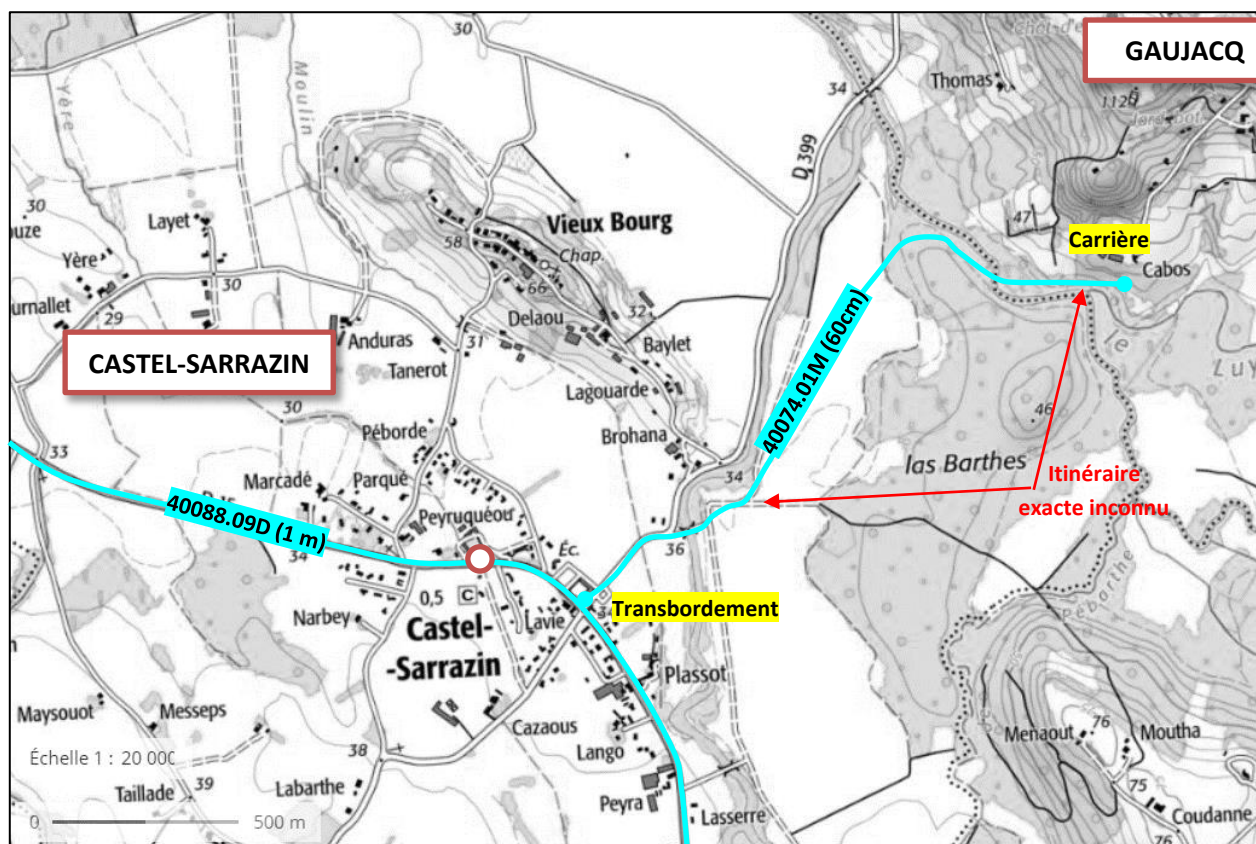 30
30
GAUJACQ
Thomas
34
112
Yère
Moulin
D 399
47
Carrière
Cabos
30
Layet
Vieux Bourg
58
Chap.
66
Yère
30
29
Delaou
32
Anduras
31
Baylet
CASTEL-SARRAZIN
Tanerot
Lagouarde
40074.01M (60cm)
le
Luy
46
30
Péborde
Brohana
33
Marcadé
Parqué
34
las Barthes
Itinéraire
exacte inconnu
40088.09D (1 m)
Peyruquéou
34
36
Éc.
0,5
C
Narbey
Lavie
Transbordement
Pébarthe
Castel-
-Sarrazin
Plassot
Maysouot
Messeps
Cazaous
Menaout
76
Moutha
Échelle 1 : 20 000
38
Lango
Taillade
39
Labarthe
75
0
500 m
Peyra
Lasserre
Coudanne
76